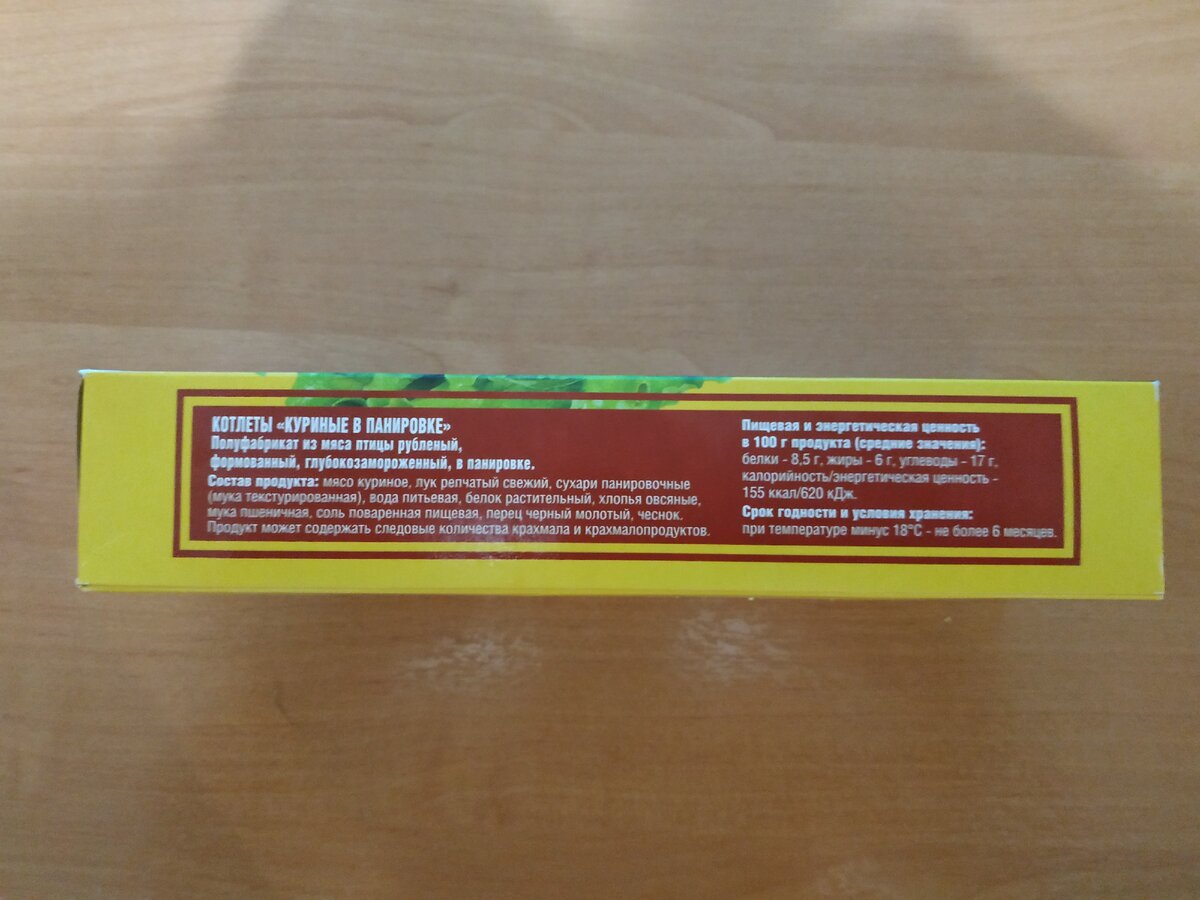 КОТЛЕТЫ «КУРИНЫЕ В ПАНИРОВКЕ»
Полуфабрикат из мяса птицы рубленый,
формованный, глубокозамороженный, в панировке.
Состав продукта: мясо куриное, лук репчатый свежий, сухари панировочные
(мука текстурированная), вода питьевая, белок растительный, хлопья овсяные,
мука пшеничная, соль поваренная пищевая, перец черный молотый, чеснок.
Продукт может содержать следовые количества крахмала и крахмалопродуктов.
Пищевая и энергетическая ценность
в 100 г продукта (средние значения):
белки - 8,5 г, жиры - 6 г, углеводы - 17 г,
калорийность/энергетическая ценность -
155 ккал/620 кДж.
Срок годности и условия хранения:
при температуре минус 18°С - не более 6 месяцев.